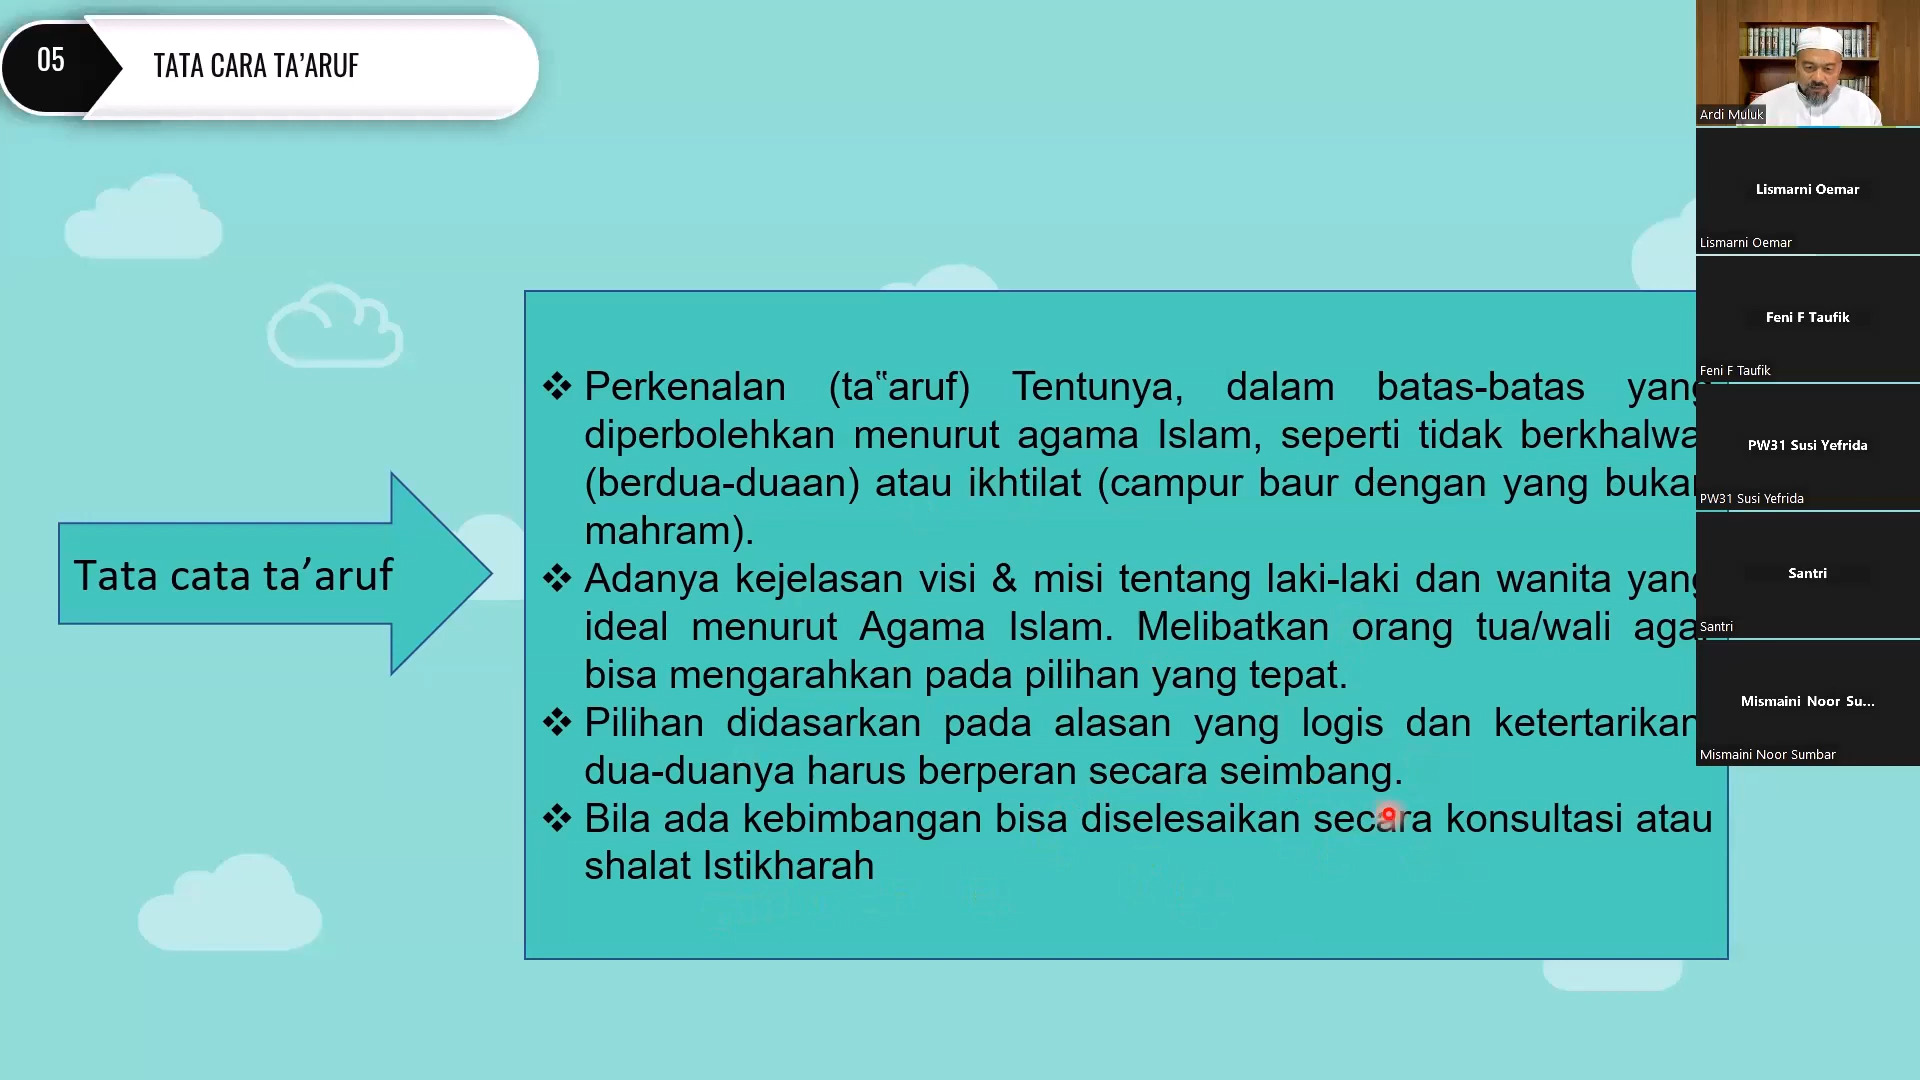 05
TATA CARA TA’ARUF
Tata cata ta’aruf
❖ Perkenalan (ta‟aruf) Tentunya, dalam batas-batas yang
diperbolehkan menurut agama Islam, seperti tidak berkhalwa
(berdua-duaan) atau ikhtilat (campur baur dengan yang bukan
mahram).
❖ Adanya kejelasan visi & misi tentang laki-laki dan wanita yang
ideal menurut Agama Islam. Melibatkan orang tua/wali agar
bisa mengarahkan pada pilihan yang tepat.
❖ Pilihan didasarkan pada alasan yang logis dan ketertarikan
dua-duanya harus berperan secara seimbang.
❖ Bila ada kebimbangan bisa diselesaikan secara konsultasi atau
shalat Istikharah
Ardi Muluk
Lismarni Oemar
Lismarni Oemar
Feni F Taufik
Feni F Taufik
PW31 Susi Yefrida
PW31 Susi Yefrida
Santri
Santri
Mismaini Noor Su...
Mismaini Noor Sumbar